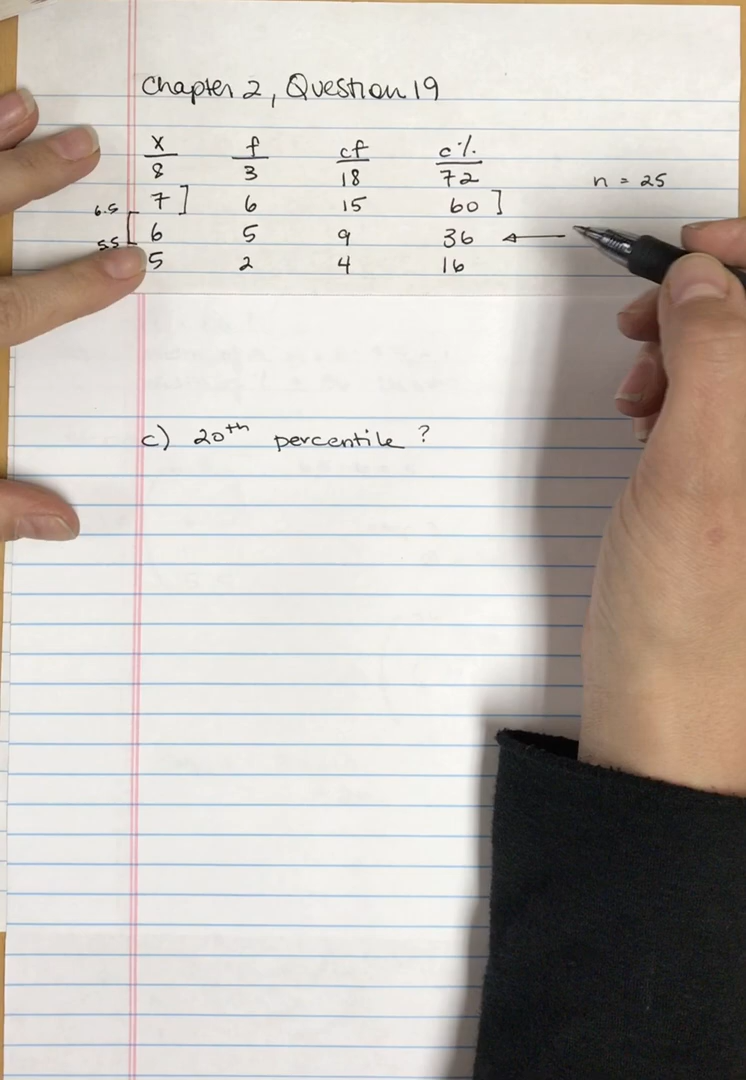 Chapter 2, Question 19
X f cf c%
8 3 18 72
n = 25
7 ] 6 15 60 ]
6.5
[ 6 5 9 36 ←
5.5
5 2 4 16
c) 20th percentile ?